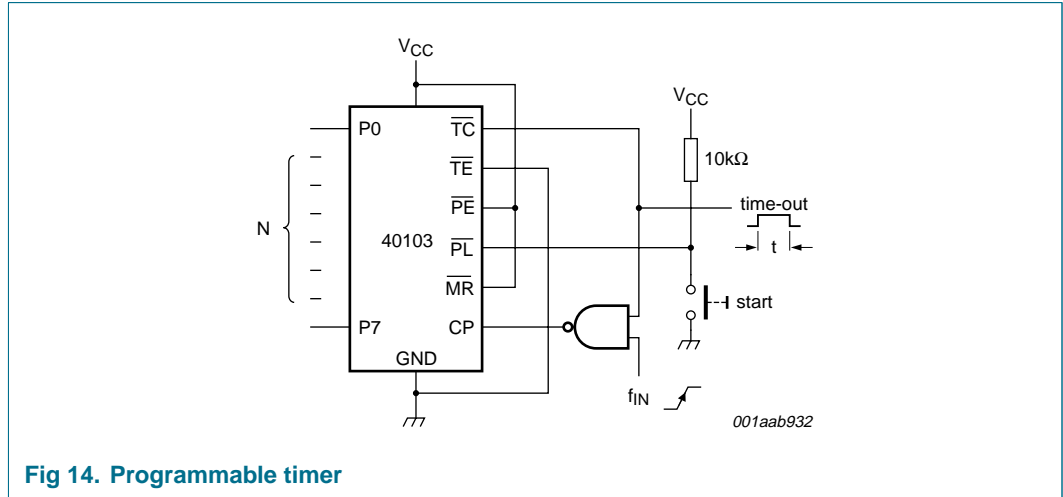 VCC
P0
TC
TE
PE
PL
MR
CP
P7
GND
N
40103
VCC
10kΩ
time-out
t
start
fIN
001aab932
Fig 14. Programmable timer